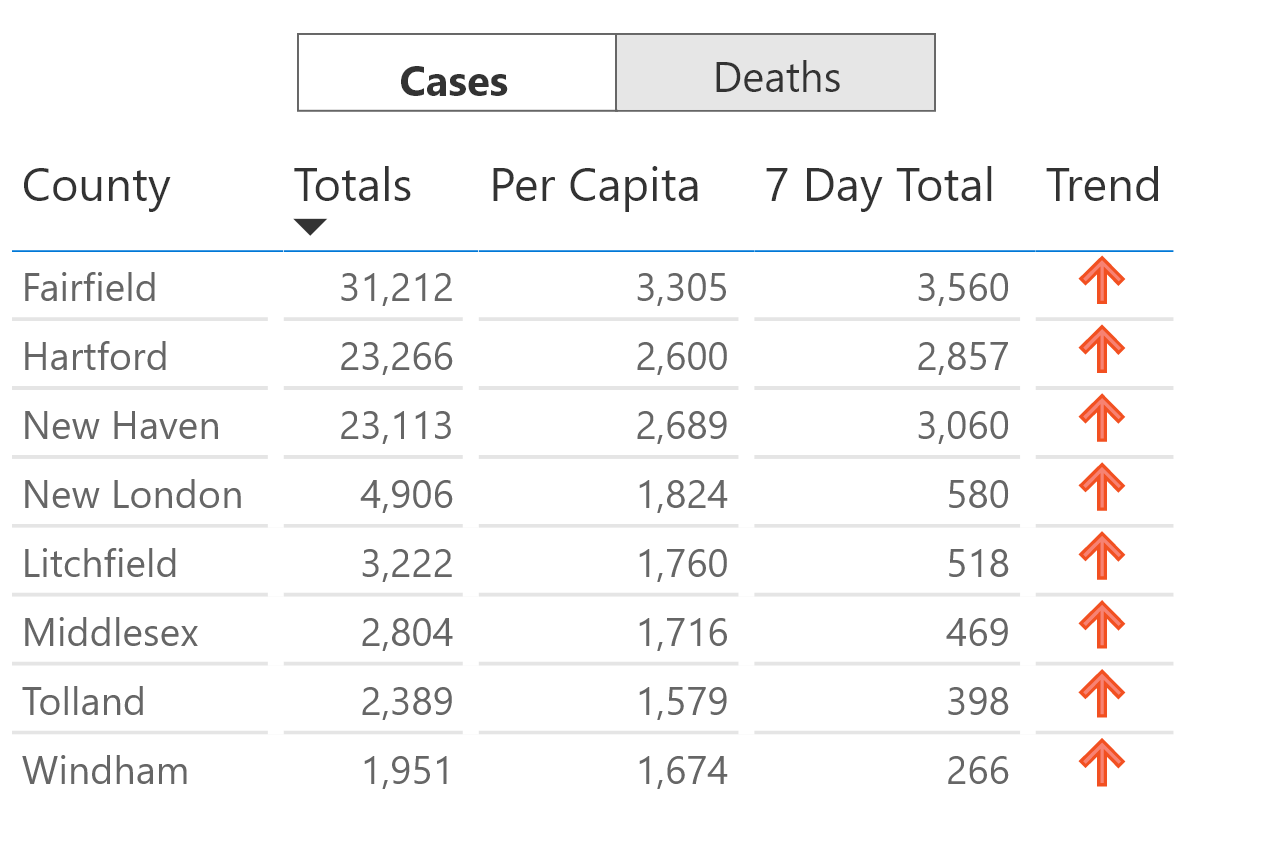 Cases Deaths
County Totals Per Capita 7 Day Total Trend
Fairfield 31,212 3,305 3,560
Hartford 23,266 2,600 2,857
New Haven 23,113 2,689 3,060
New London 4,906 1,824 580
Litchfield 3,222 1,760 518
Middlesex 2,804 1,716 469
Tolland 2,389 1,579 398
Windham 1,951 1,674 266